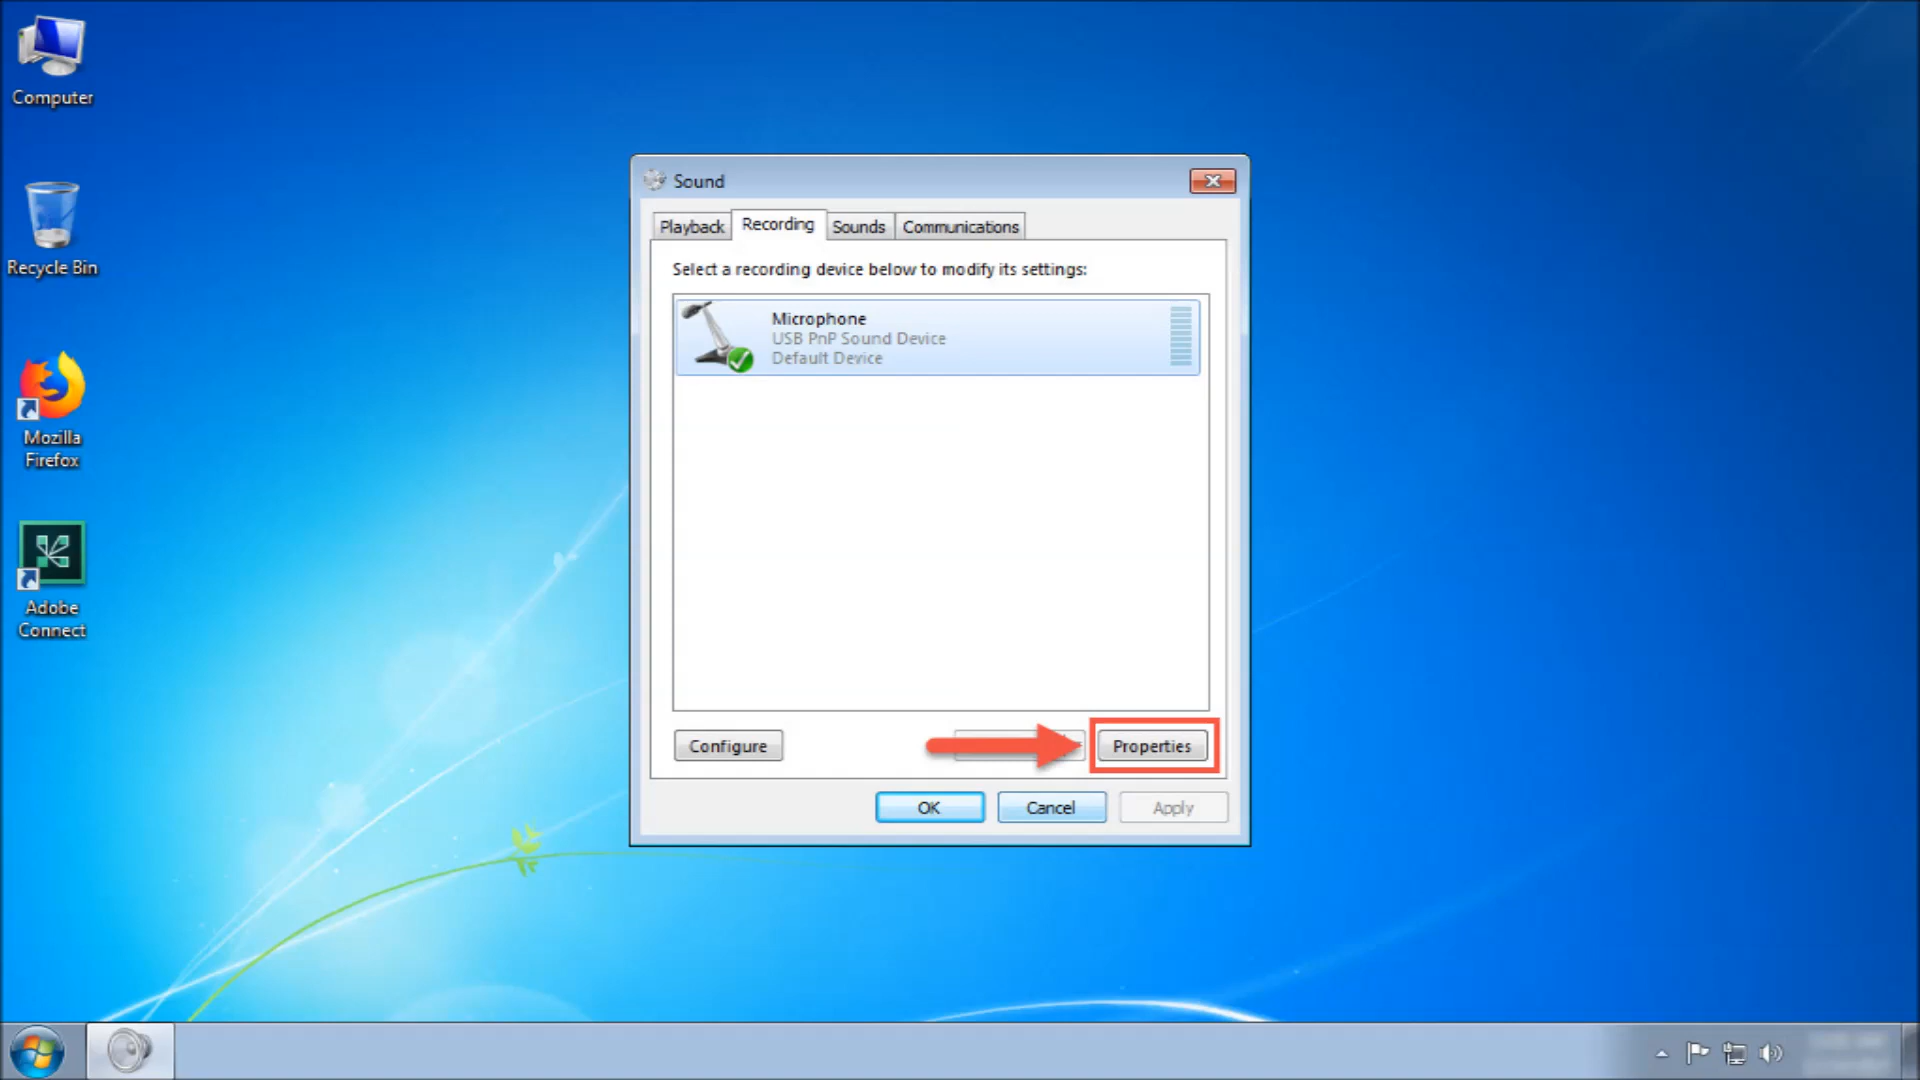 Computer
Recycle Bin
Mozilla
Firefox
Adobe
Connect
Sound
Playback
Recording
Sounds
Communications
Select a recording device below to modify its settings:
Microphone
USB PnP Sound Device
Default Device
Configure
Properties
OK
Cancel
Apply